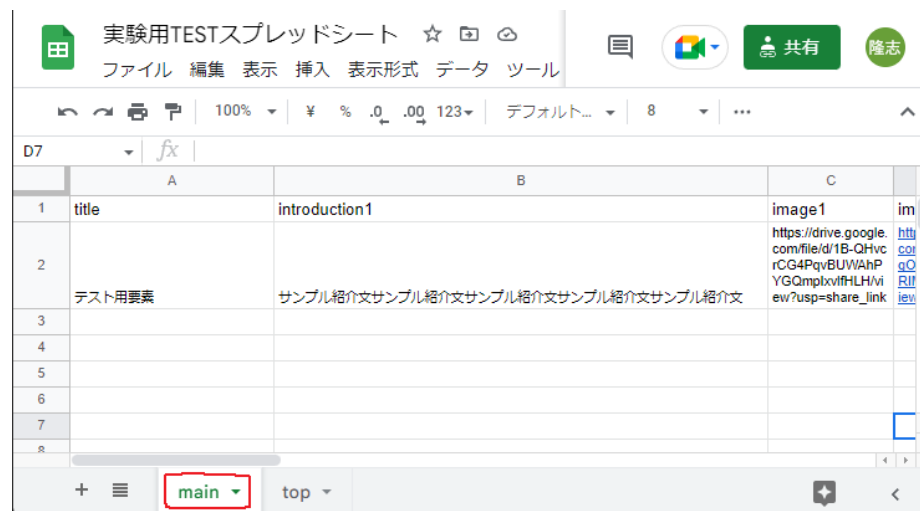 実験用TESTスプレッドシート
共有
隆志
ファイル 編集 表示 挿入 表示形式 データ ツール
100% ¥ % .0 .00 123 デフォルト... 8
D7 fx
A B C
1 title introduction1 image1 im
2 テスト用要素 サンプル紹介文サンプル紹介文サンプル紹介文サンプル紹介文サンプル紹介文
https://drive.google.
com/file/d/1B-QHvc
rCG4PqvBUWAhP
YGQmpIxvlfHLH/vi
ew?usp=share_link
3
4
5
6
7
8
+ main top